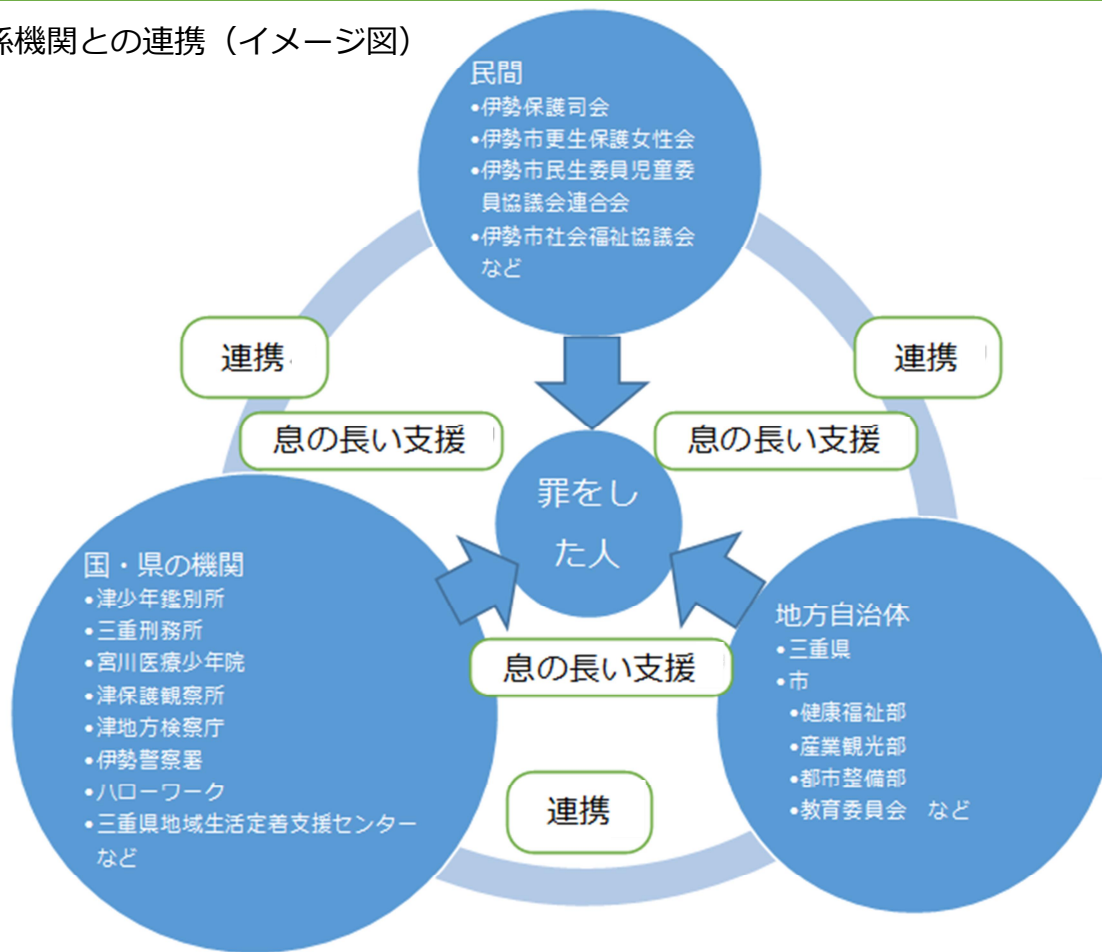 係機関との連携（イメージ図）
民間
•伊勢保護司会
•伊勢市更生保護女性会
•伊勢市民生委員児童委
員協議会連合会
•伊勢市社会福祉協議会
など
連携
連携
息の長い支援
息の長い支援
罪をし
た人
国・県の機関
•津少年鑑別所
•三重刑務所
•宮川医療少年院
•津保護観察所
•津地方検察庁
•伊勢警察署
•ハローワーク
•三重県地域生活定着支援センター
など
地方自治体
•三重県
•市
•健康福祉部
•産業観光部
•都市整備部
•教育委員会　など
息の長い支援
連携